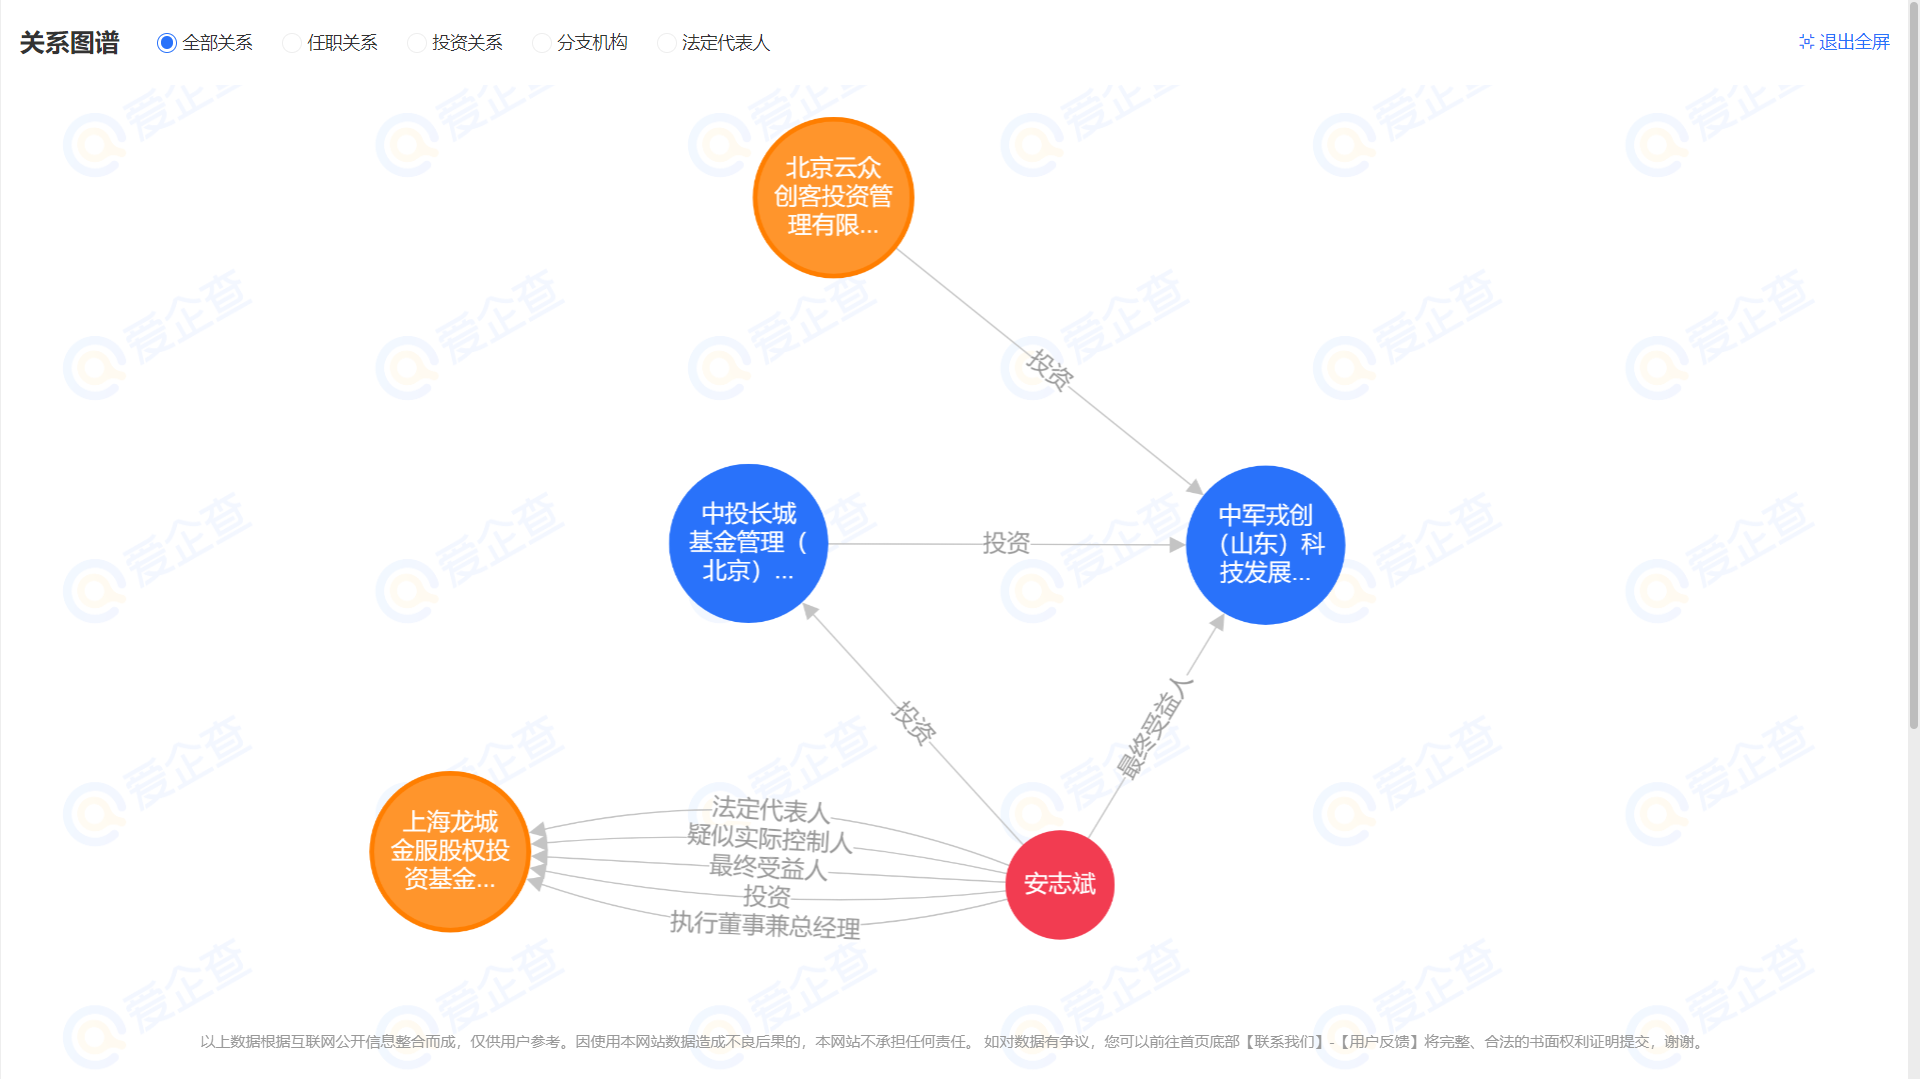 关系图谱
全部关系
任职关系
投资关系
分支机构
法定代表人
退出全屏
北京云众
创客投资管
理有限...
投资
中投长城
基金管理（
北京）...
投资
中军戎创
（山东）科
技发展...
投资
最终受益人
上海龙城
金服股权投
资基金...
法定代表人
疑似实际控制人
最终受益人
投资
执行董事兼总经理
安志斌
以上数据根据互联网公开信息整合而成，仅供用户参考。因使用本网站数据造成不良后果的，本网站不承担任何责任。 如对数据有争议，您可以前往首页底部【联系我们】-【用户反馈】将完整、合法的书面权利证明提交，谢谢。
爱企查